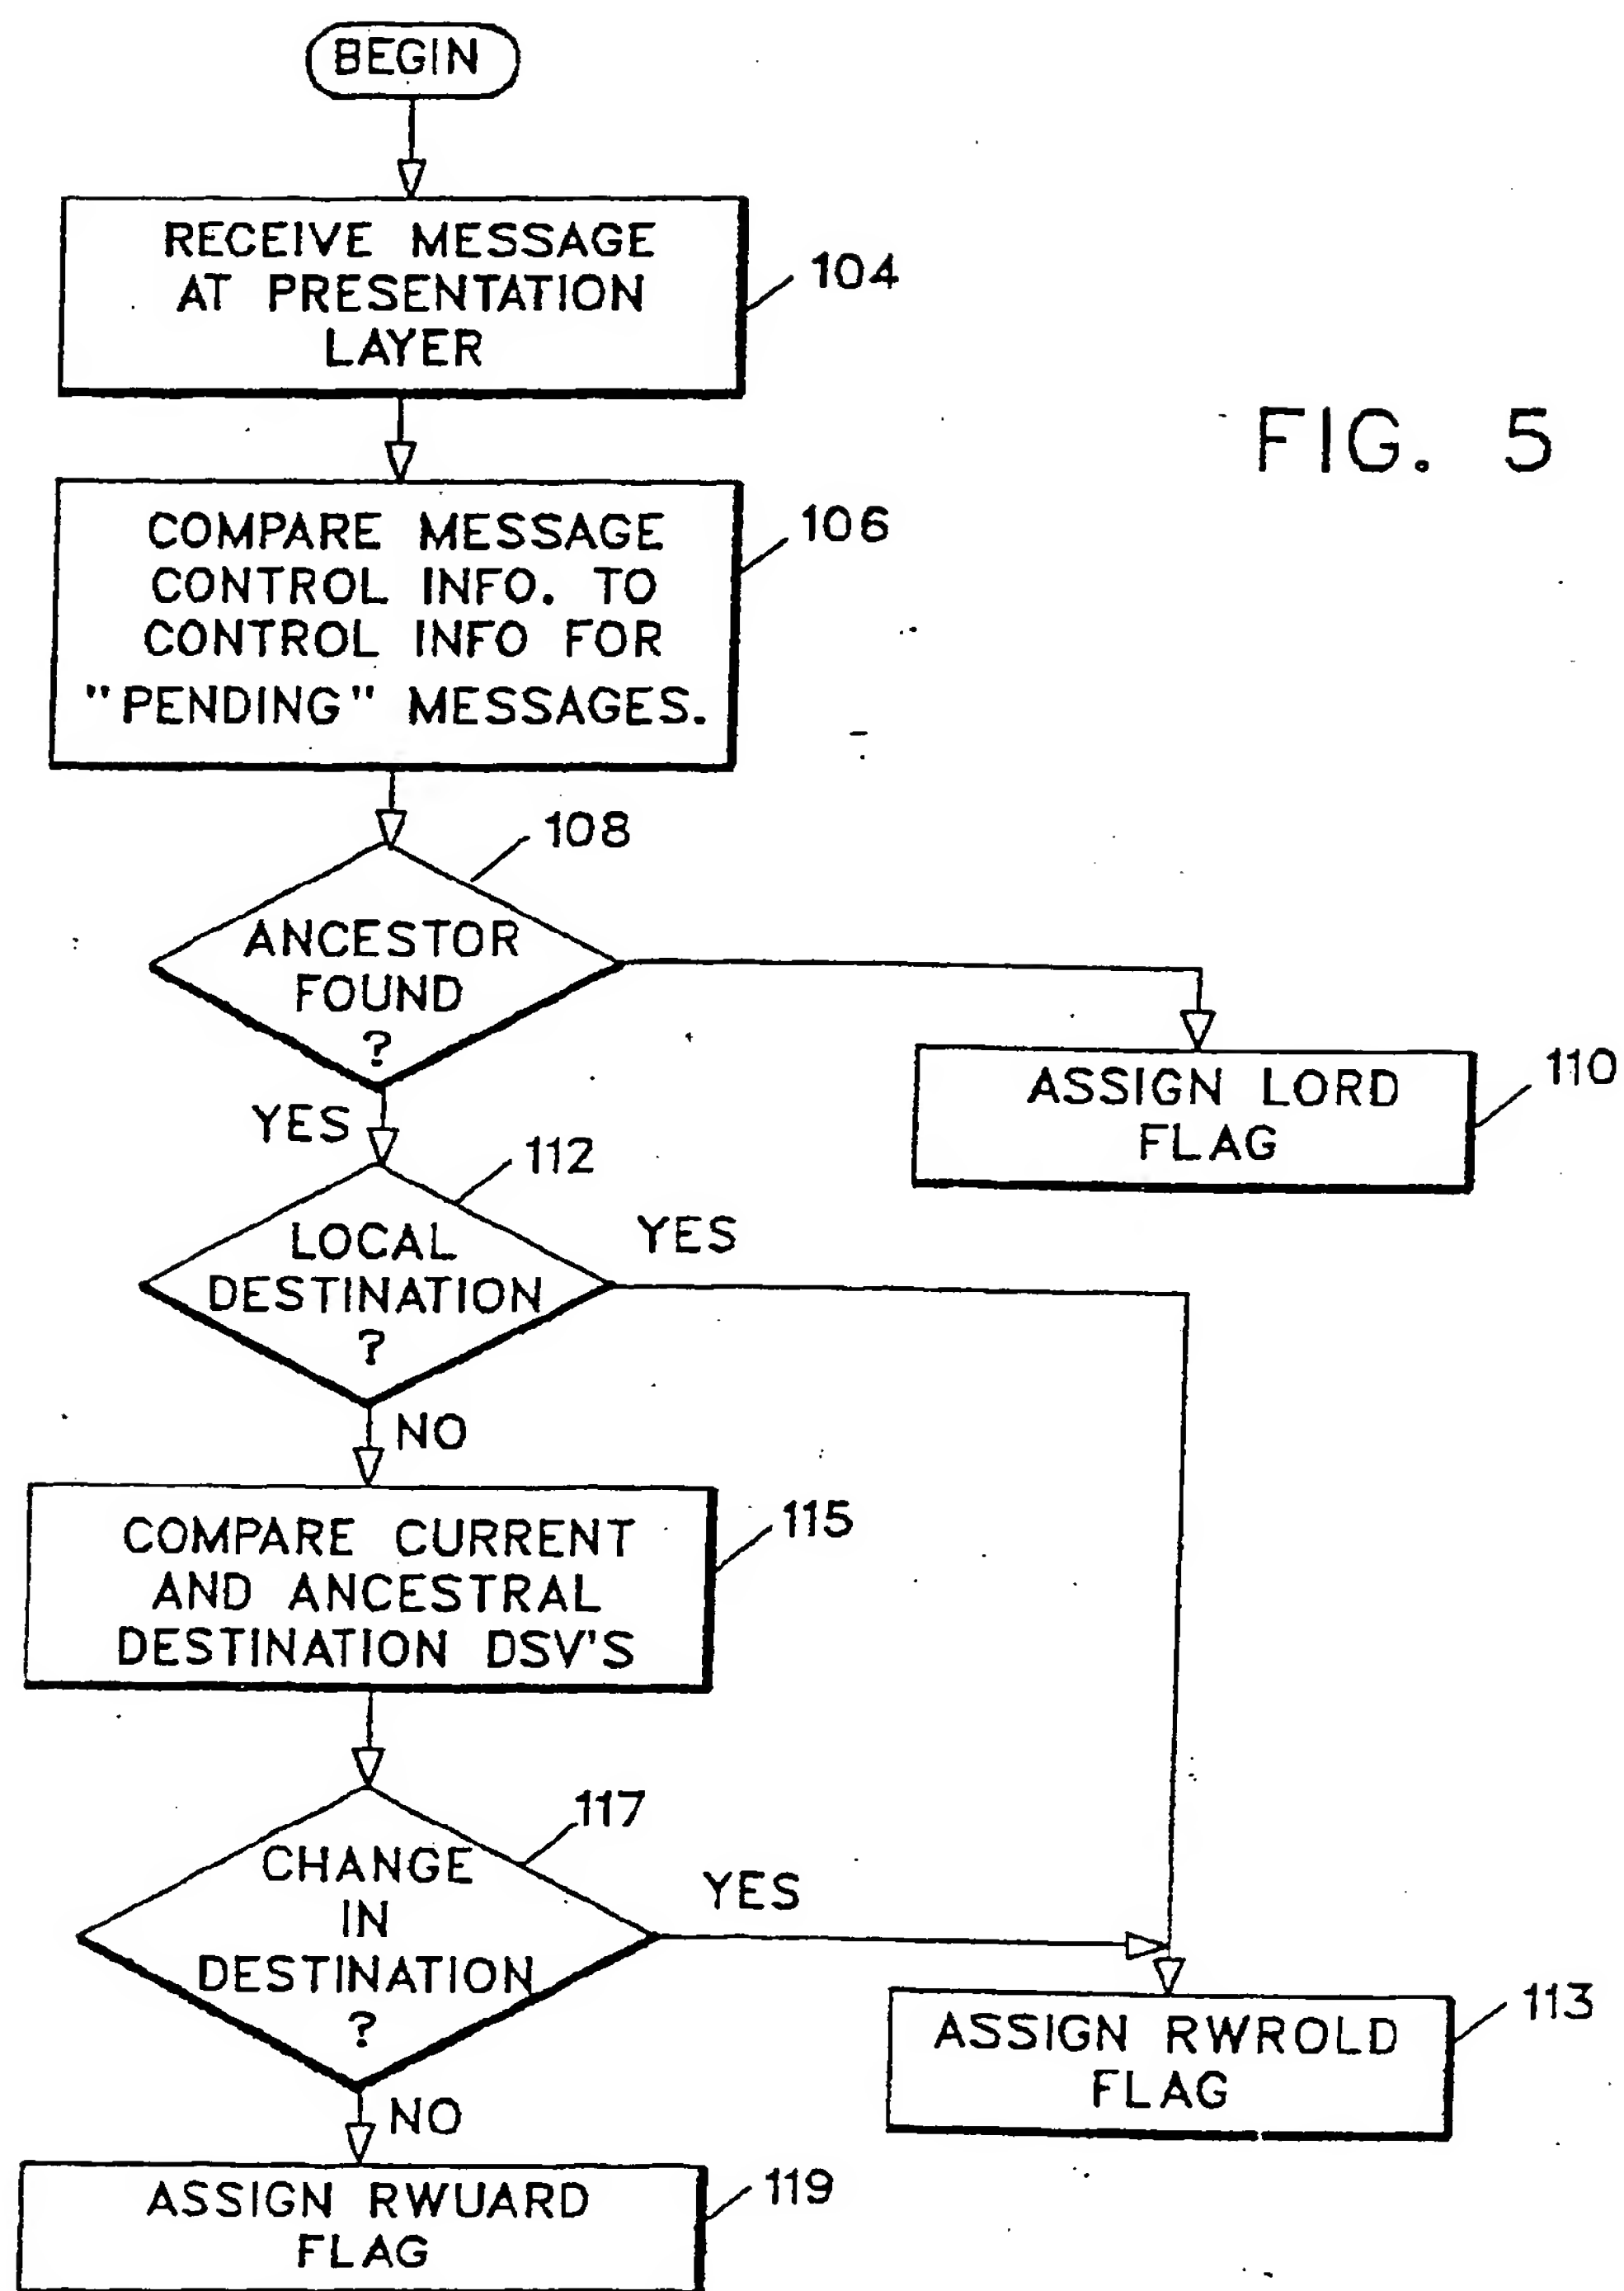 BEGIN
RECEIVE MESSAGE
AT PRESENTATION
LAYER
104
FIG. 5
COMPARE MESSAGE
CONTROL INFO. TO
CONTROL INFO FOR
"PENDING" MESSAGES.
106
108
ANCESTOR
FOUND
?
ASSIGN LORD
FLAG
110
YES
112
LOCAL
DESTINATION
?
YES
NO
COMPARE CURRENT
AND ANCESTRAL
DESTINATION DSV'S
115
117
CHANGE
IN
DESTINATION
?
YES
ASSIGN RWROLD
FLAG
113
NO
ASSIGN RWUARD
FLAG
119